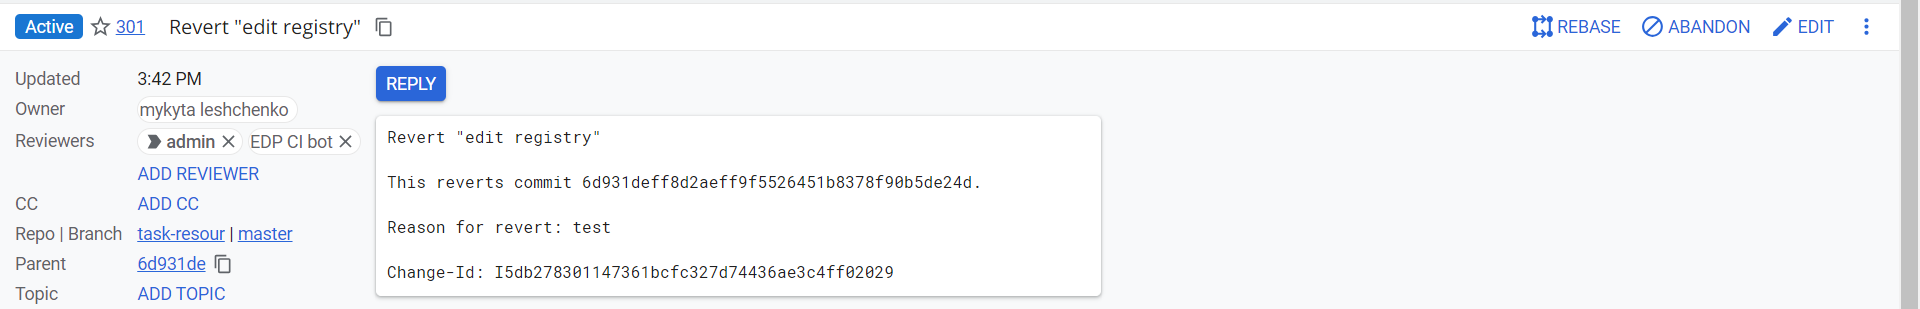 Active 301 Revert "edit registry" REBASE ABANDON EDIT
Updated 3:42 PM
REPLY
Owner mykyta leshchenko
Reviewers admin EDP CI bot
ADD REVIEWER
CC ADD CC
Repo | Branch task-resour | master
Parent 6d931de
Topic ADD TOPIC
Revert "edit registry"
This reverts commit 6d931deff8d2aeff9f5526451b8378f90b5de24d.
Reason for revert: test
Change-Id: I5db278301147361bcfc327d74436ae3c4ff02029